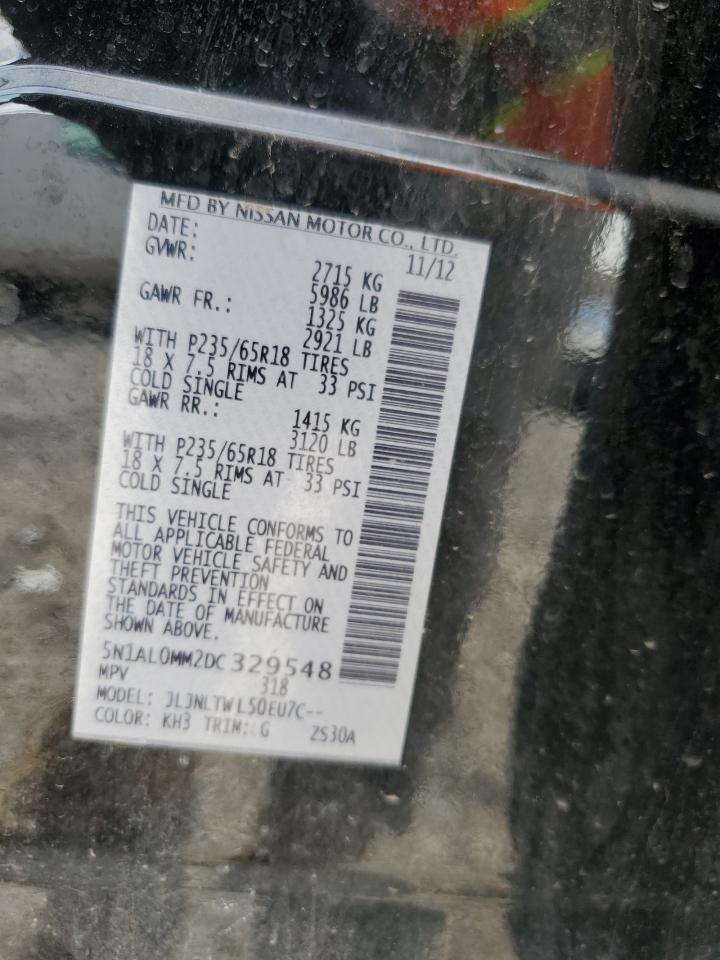 MFD BY NISSAN MOTOR CO., LTD.
DATE: 11/12
GVWR: 2715 KG
5986 LB
GAWR FR.: 1325 KG
2921 LB
WITH P235/65R18 TIRES
18 X 7.5 RIMS AT 33 PSI
COLD SINGLE
GAWR RR.: 1415 KG
3120 LB
WITH P235/65R18 TIRES
18 X 7.5 RIMS AT 33 PSI
COLD SINGLE
THIS VEHICLE CONFORMS TO
ALL APPLICABLE FEDERAL
MOTOR VEHICLE SAFETY AND
THEFT PREVENTION
STANDARDS IN EFFECT ON
THE DATE OF MANUFACTURE
SHOWN ABOVE.
5N1AL0MM2DC329548
MPV 318
MODEL: JLJNLTWL50EU7C--
COLOR: KH3 TRIM: G ZS30A